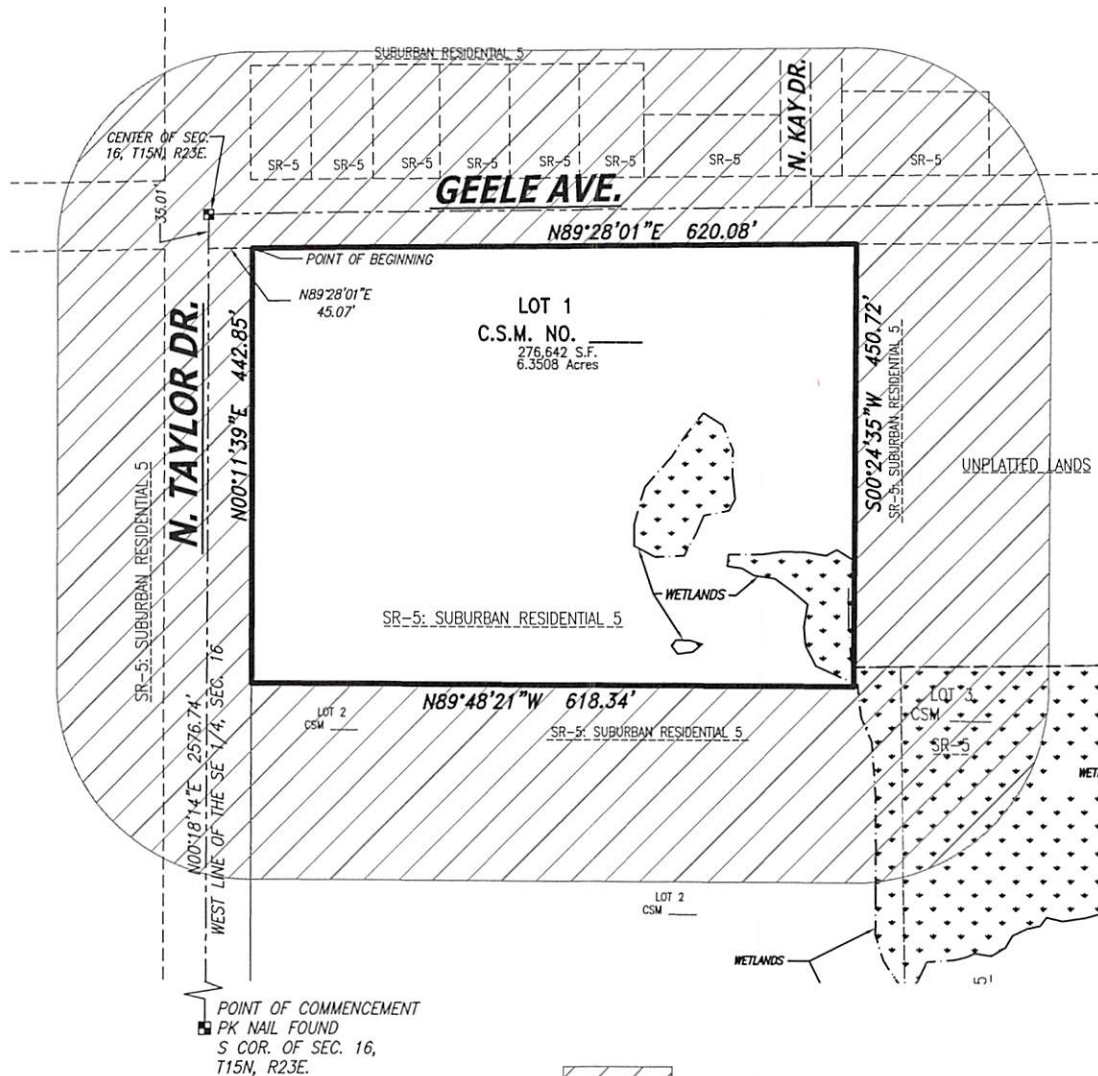 SUBURBAN RESIDENTIAL 5
N. KAY DR.
CENTER OF SEC.
16, T15N, R23E.
SR-5
SR-5
SR-5
SR-5
SR-5
SR-5
SR-5
SR-5
GEELE AVE.
35.01'
N89°28'01"E 620.08'
POINT OF BEGINNING
N89°28'01"E
45.07'
LOT 1
C.S.M. NO. ______
276,642 S.F.
6.3508 Acres
N. TAYLOR DR.
N00°11'39"E 442.85'
S00°24'35"W 450.72'
SR-5: SUBURBAN RESIDENTIAL 5
UNPLATTED LANDS
SR-5: SUBURBAN RESIDENTIAL 5
WETLANDS
SR-5: SUBURBAN RESIDENTIAL 5
N89°48'21"W 618.34'
LOT 2
CSM ____
SR-5: SUBURBAN RESIDENTIAL 5
LOT 3
CSM ____
SR-5
WET
N00°18'14"E 2576.74'
WEST LINE OF THE SE 1/4, SEC. 16
LOT 2
CSM ____
WETLANDS
5
POINT OF COMMENCEMENT
PK NAIL FOUND
S COR. OF SEC. 16,
T15N, R23E.